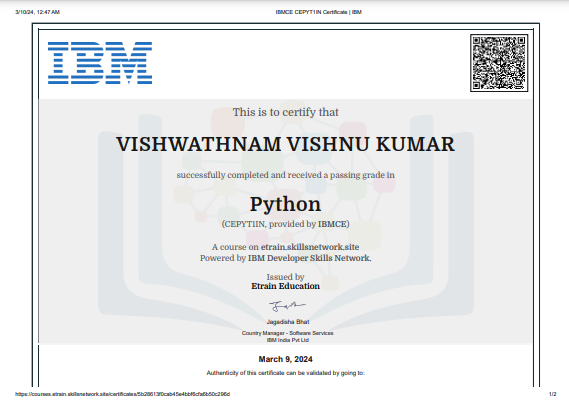 3/10/24, 12:47 AM
IBMCE CEPYT1IN Certificate | IBM
IBM
This is to certify that
VISHWATHNAM VISHNU KUMAR
successfully completed and received a passing grade in
Python
(CEPYT1IN, provided by IBMCE)
A course on etrain.skillsnetwork.site
Powered by IBM Developer Skills Network.
Issued by
Etrain Education
Jagadisha Bhat
Country Manager - Software Services
IBM India Pvt Ltd
March 9, 2024
Authenticity of this certificate can be validated by going to:
https://courses.etrain.skillsnetwork.site/certificates/5b28613f0cab45e4bbf6cfa6b50c296d
1/2